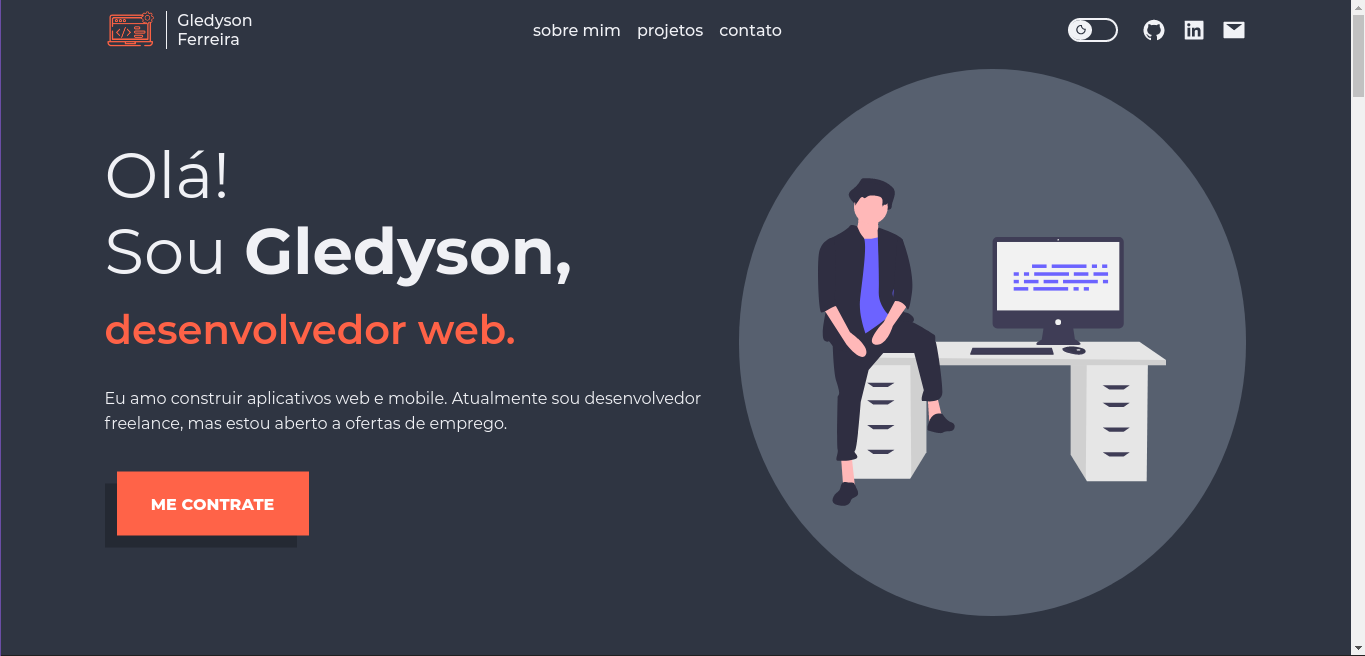 Gledyson
Ferreira
sobre mim projetos contato
Olá!
Sou Gledyson,
desenvolvedor web.
Eu amo construir aplicativos web e mobile. Atualmente sou desenvolvedor
freelance, mas estou aberto a ofertas de emprego.
ME CONTRATE